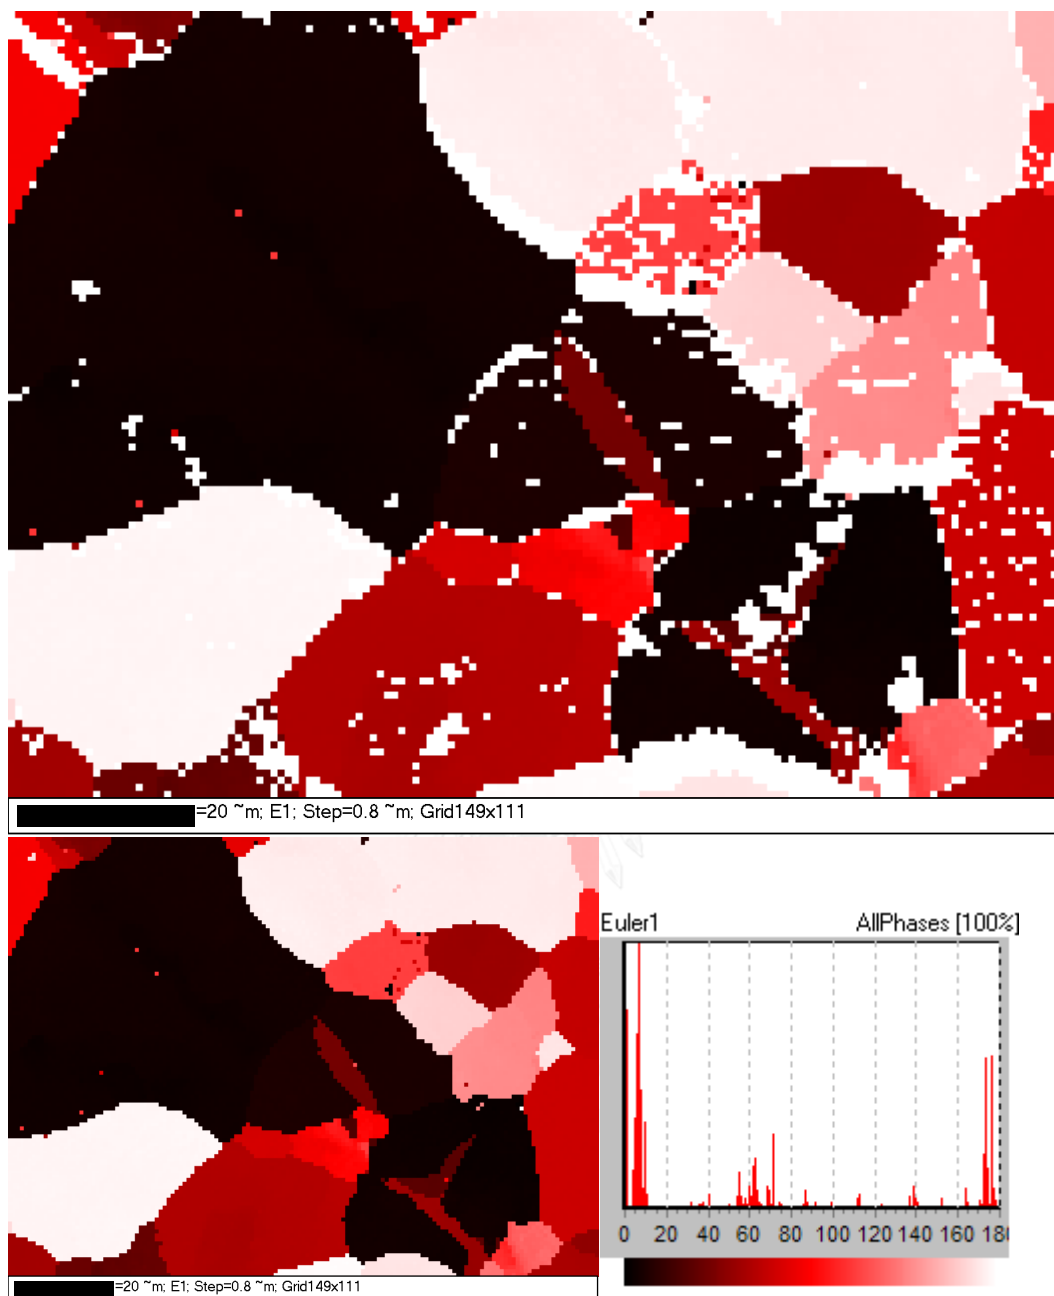 =20 ~m; E1; Step=0.8 ~m; Grid149x111
Euler1 AllPhases [100%]
0 20 40 60 80 100 120 140 160 180
=20 ~m; E1; Step=0.8 ~m; Grid149x111